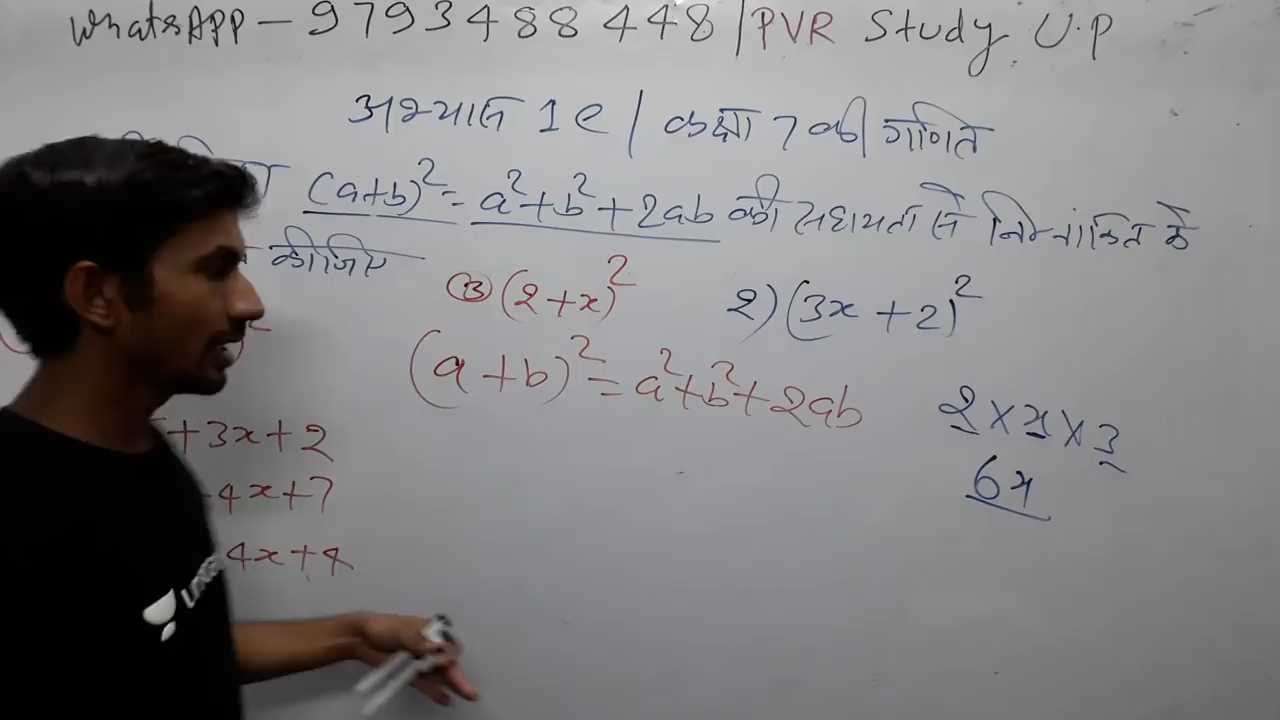 WhatsAPP - 9793488448 | PVR Study U.P
अभ्यास 1e | कक्षा 7 की गणित
(a+b)² = a²+b²+2ab की सहायता से निम्नांकित के
कीजिए
③ (2+x)² 2) (3x+2)²
(a+b)² = a²+b²+2ab
2×x×3
+3x+2
6x
4x+7
4x+4